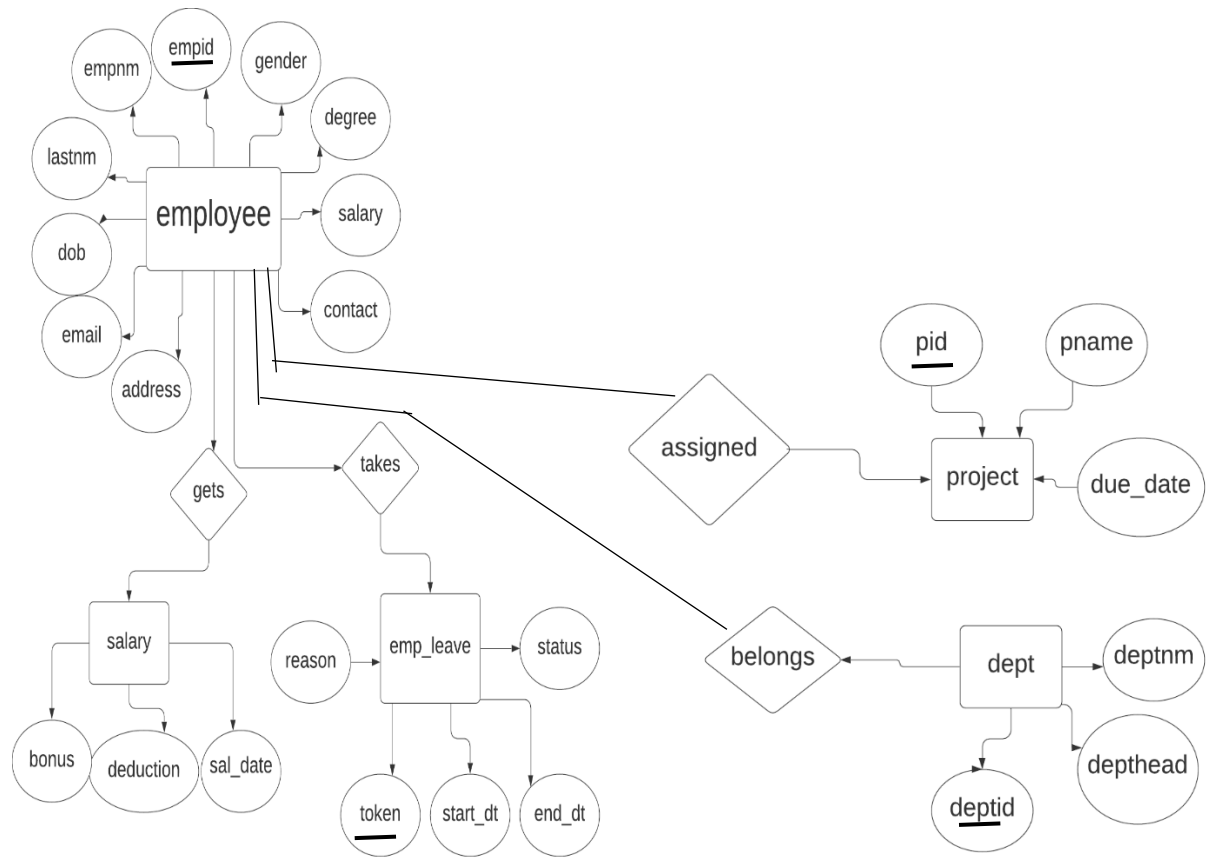 empid
empnm
gender
degree
lastnm
employee
salary
dob
contact
email
address
pid
pname
assigned
project
due_date
takes
gets
salary
reason
emp_leave
status
belongs
dept
deptnm
bonus
deduction
sal_date
depthead
token
start_dt
end_dt
deptid